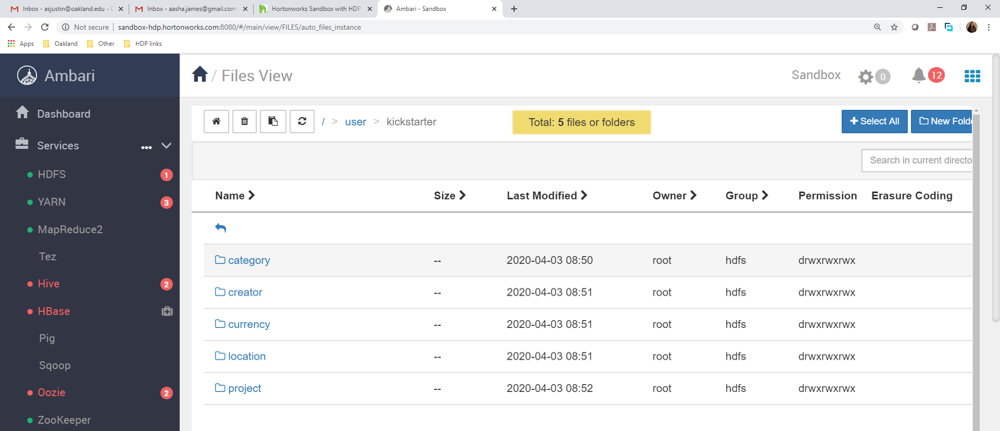 Inbox - asjustin@oakland.edu - O
Inbox - aasha.james@gmail.com
Hortonworks Sandbox with HDP
Ambari - Sandbox
Not secure
sandbox-hdp.hortonworks.com:8080/#/main/view/FILES/auto_files_instance
Apps
Oakland
Other
HDP links
Ambari
/ Files View
Sandbox
0
12
Dashboard
Services
HDFS 1
YARN 3
MapReduce2
Tez
Hive 2
HBase
Pig
Sqoop
Oozie 2
ZooKeeper
/ > user > kickstarter
Total: 5 files or folders
Select All
New Folde
Search in current directo
Name Size Last Modified Owner Group Permission Erasure Coding
category -- 2020-04-03 08:50 root hdfs drwxrwxrwx
creator -- 2020-04-03 08:51 root hdfs drwxrwxrwx
currency -- 2020-04-03 08:51 root hdfs drwxrwxrwx
location -- 2020-04-03 08:51 root hdfs drwxrwxrwx
project -- 2020-04-03 08:52 root hdfs drwxrwxrwx